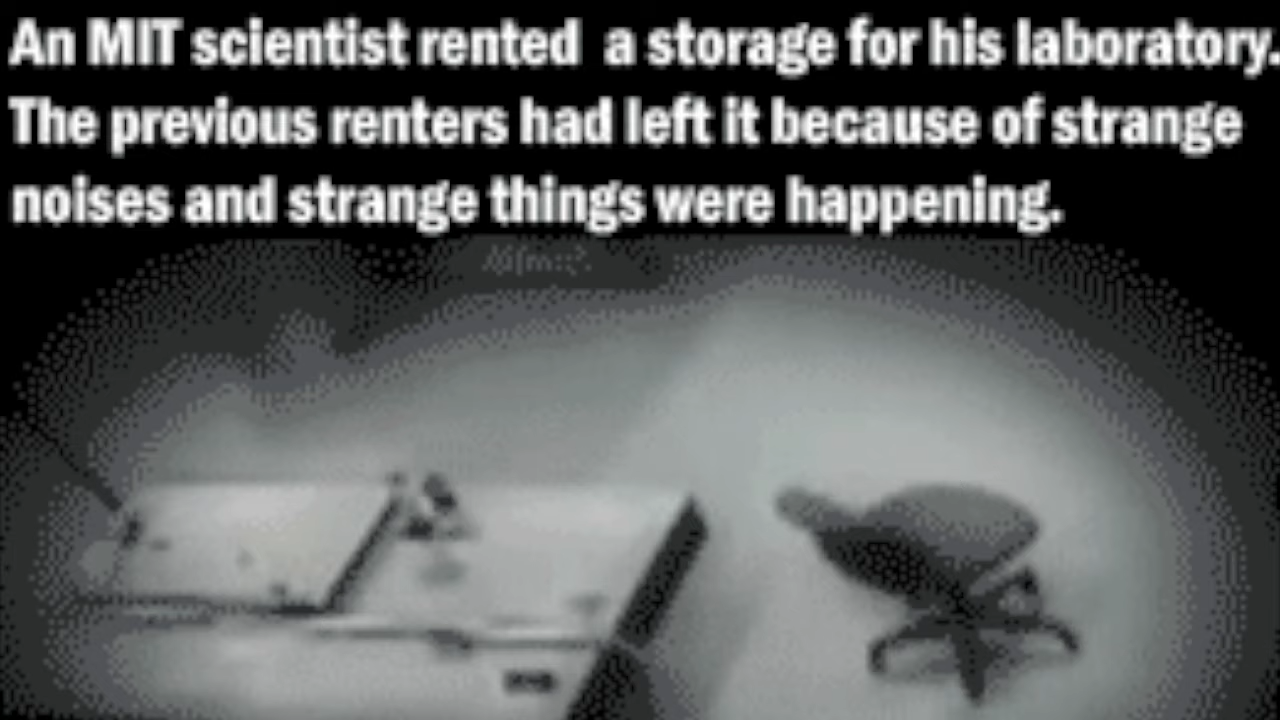 An MIT scientist rented a storage for his laboratory.
The previous renters had left it because of strange
noises and strange things were happening.